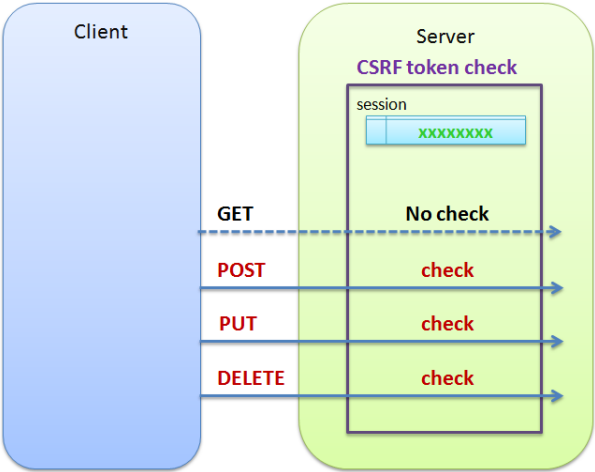 Client
Server
CSRF token check
session
xxxxxxxx
GET No check
POST check
PUT check
DELETE check